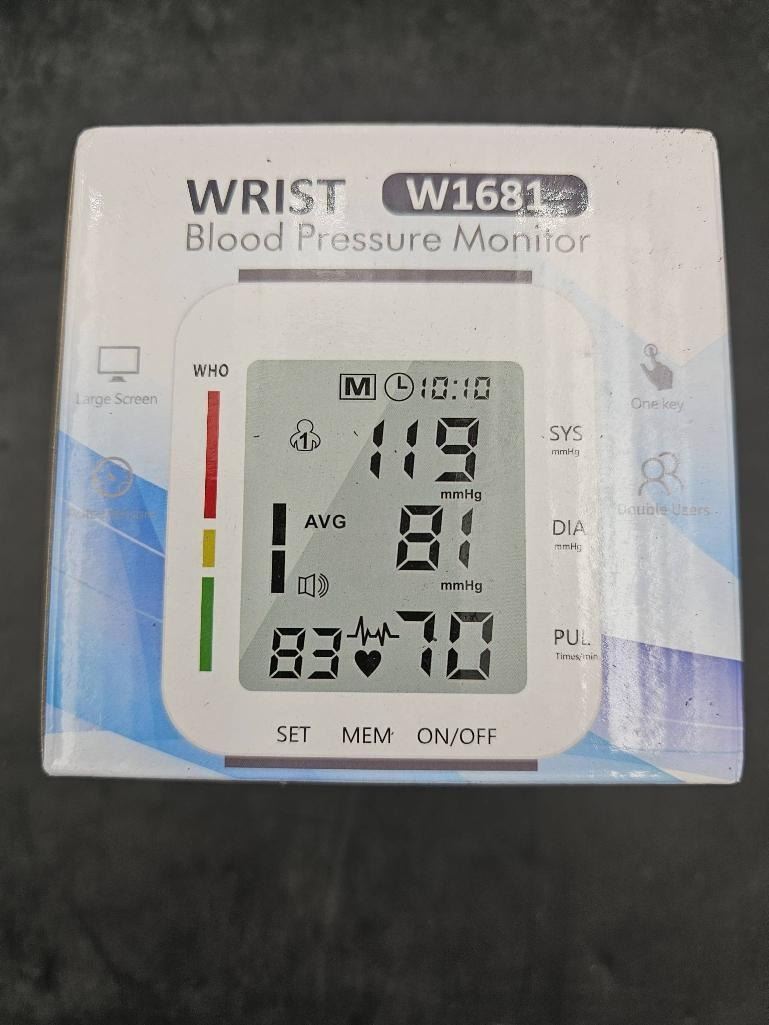 WRIST W1681
Blood Pressure Monitor
WHO
M 10:10
Large Screen
One key
1 119 SYS
mmHg
mmHg
Double Users
AVG 81 DIA
mmHg
mmHg
83 70 PUL
Times/min
SET MEM ON/OFF